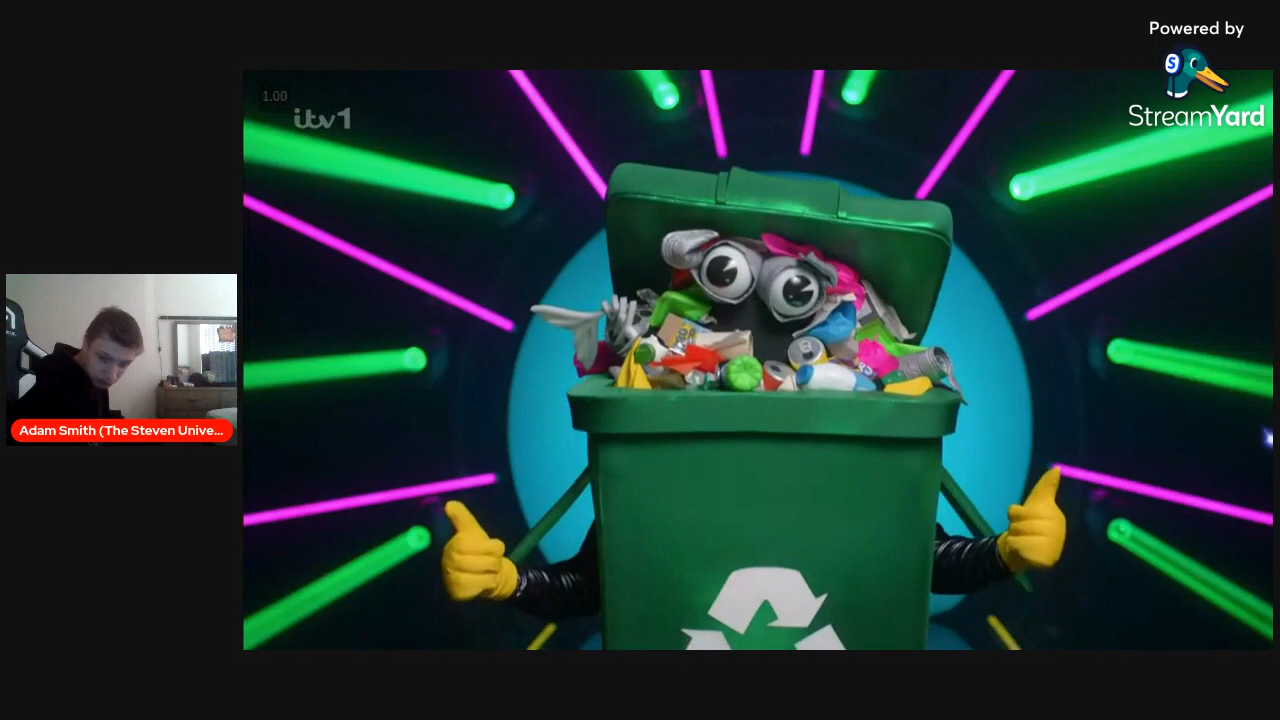 Powered by
S
StreamYard
1.00
itv1
Adam Smith (The Steven Unive...